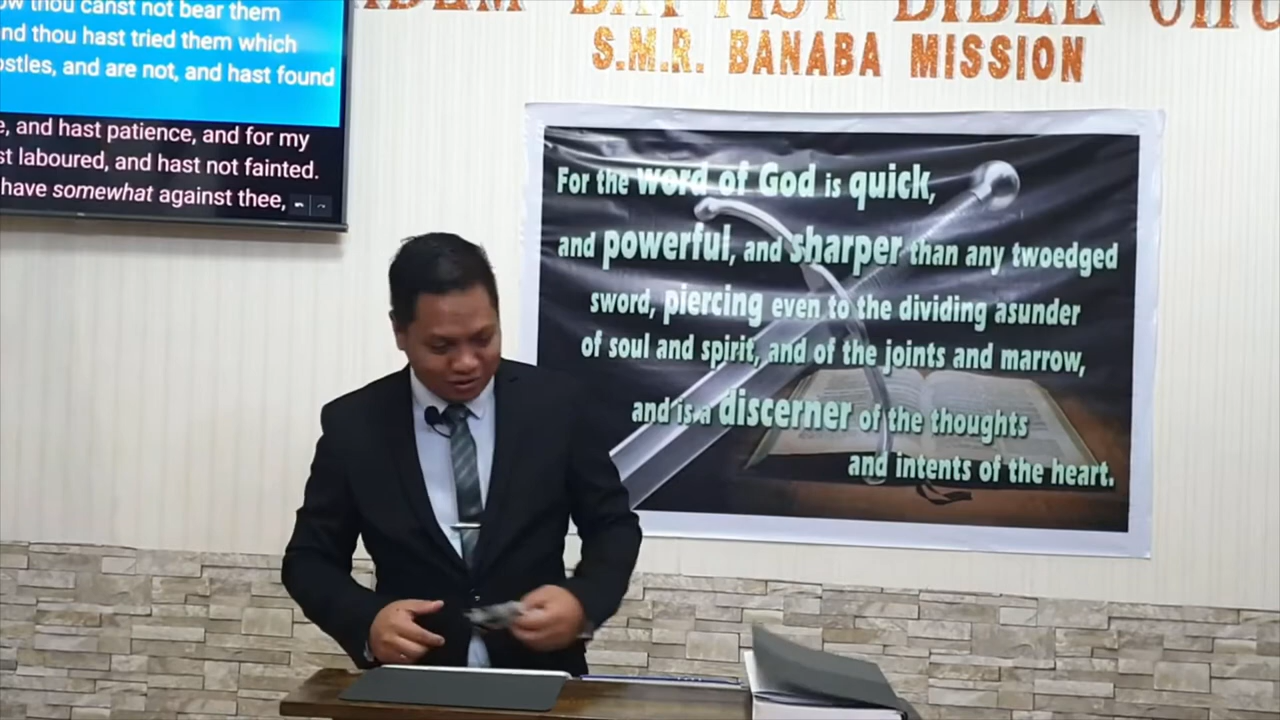 ow thou canst not bear them
nd thou hast tried them which
ostles, and are not, and hast found
e, and hast patience, and for my
st laboured, and hast not fainted.
have somewhat against thee,
BAPTIST BIBLE
S.M.R. BANABA MISSION
For the word of God is quick,
and powerful, and sharper than any twoedged
sword, piercing even to the dividing asunder
of soul and spirit, and of the joints and marrow,
and is a discerner of the thoughts
and intents of the heart.